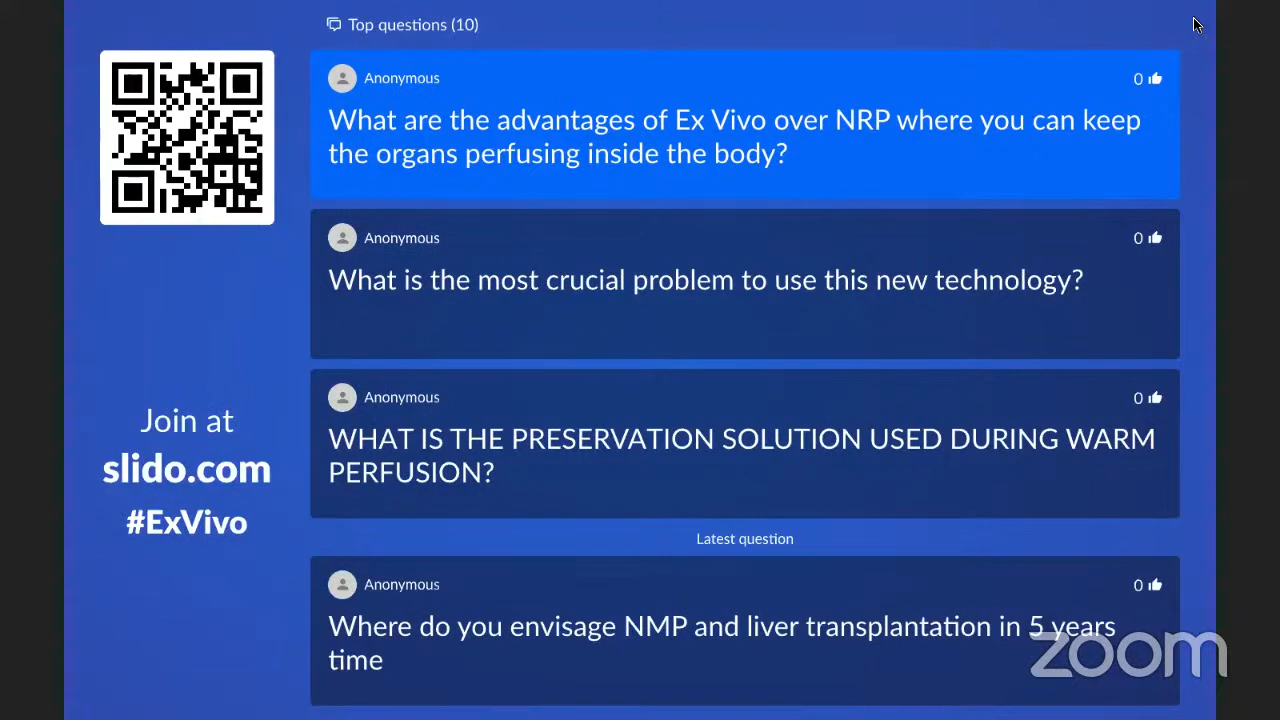 Top questions (10)
Anonymous
0
What are the advantages of Ex Vivo over NRP where you can keep
the organs perfusing inside the body?
Anonymous
0
What is the most crucial problem to use this new technology?
Anonymous
0
WHAT IS THE PRESERVATION SOLUTION USED DURING WARM
PERFUSION?
Join at
slido.com
#ExVivo
Latest question
Anonymous
0
Where do you envisage NMP and liver transplantation in 5 years
time
zoom